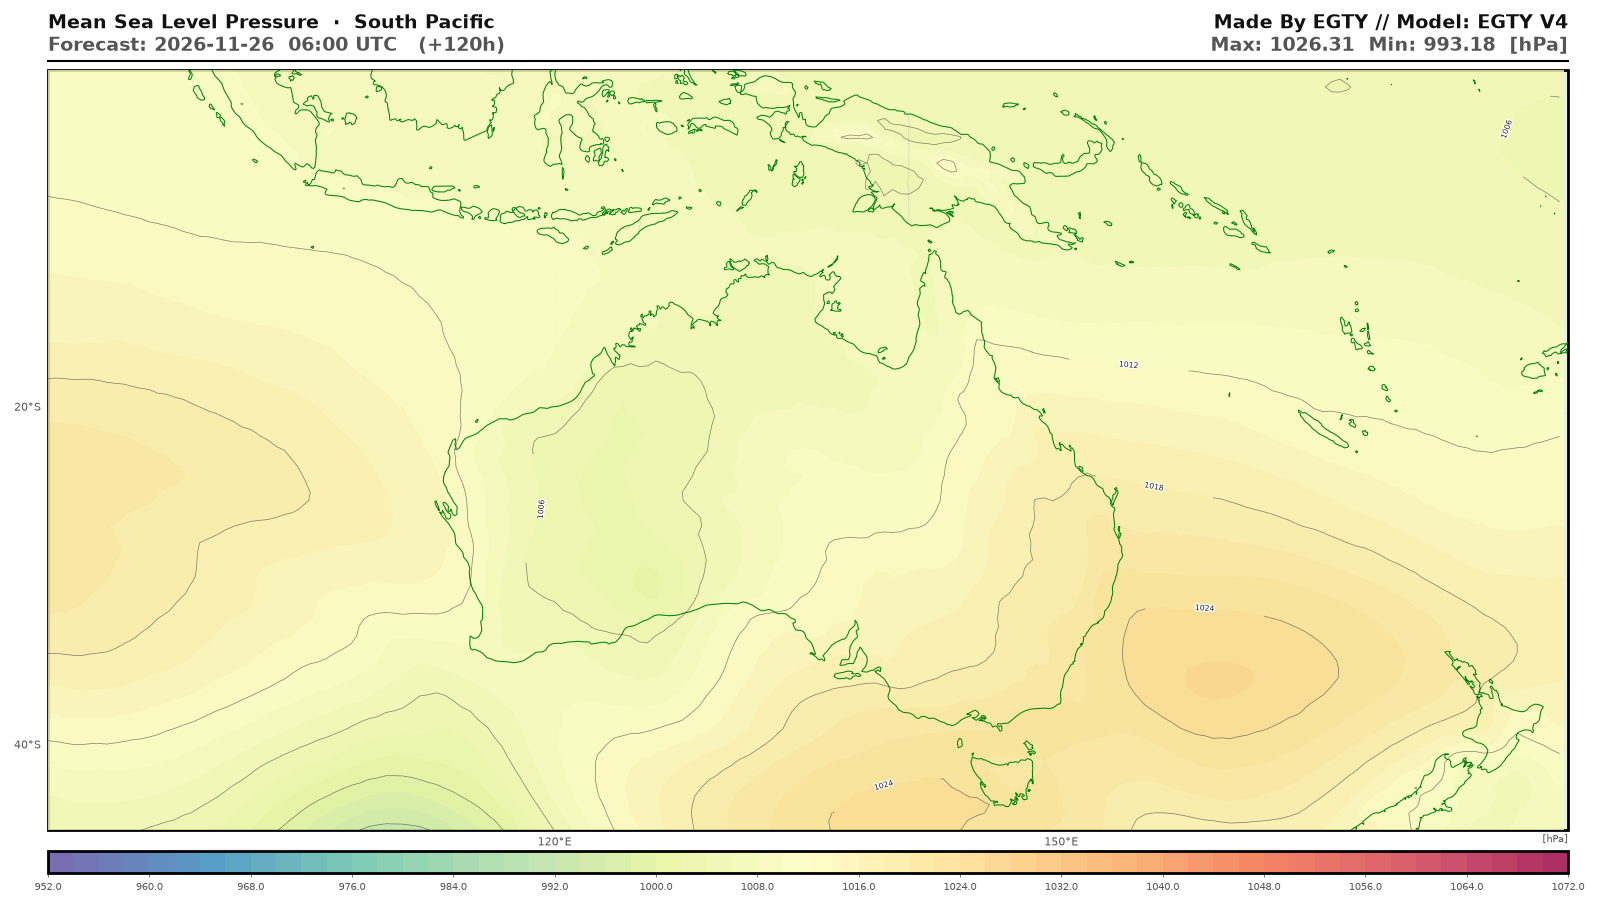 Mean Sea Level Pressure · South Pacific
Made By EGTY // Model: EGTY V4
Forecast: 2026-11-26 06:00 UTC (+120h)
Max: 1026.31 Min: 993.18 [hPa]
1006
1012
20°S
1018
1006
1024
40°S
1024
120°E
150°E
[hPa]
952.0 960.0 968.0 976.0 984.0 992.0 1000.0 1008.0 1016.0 1024.0 1032.0 1040.0 1048.0 1056.0 1064.0 1072.0